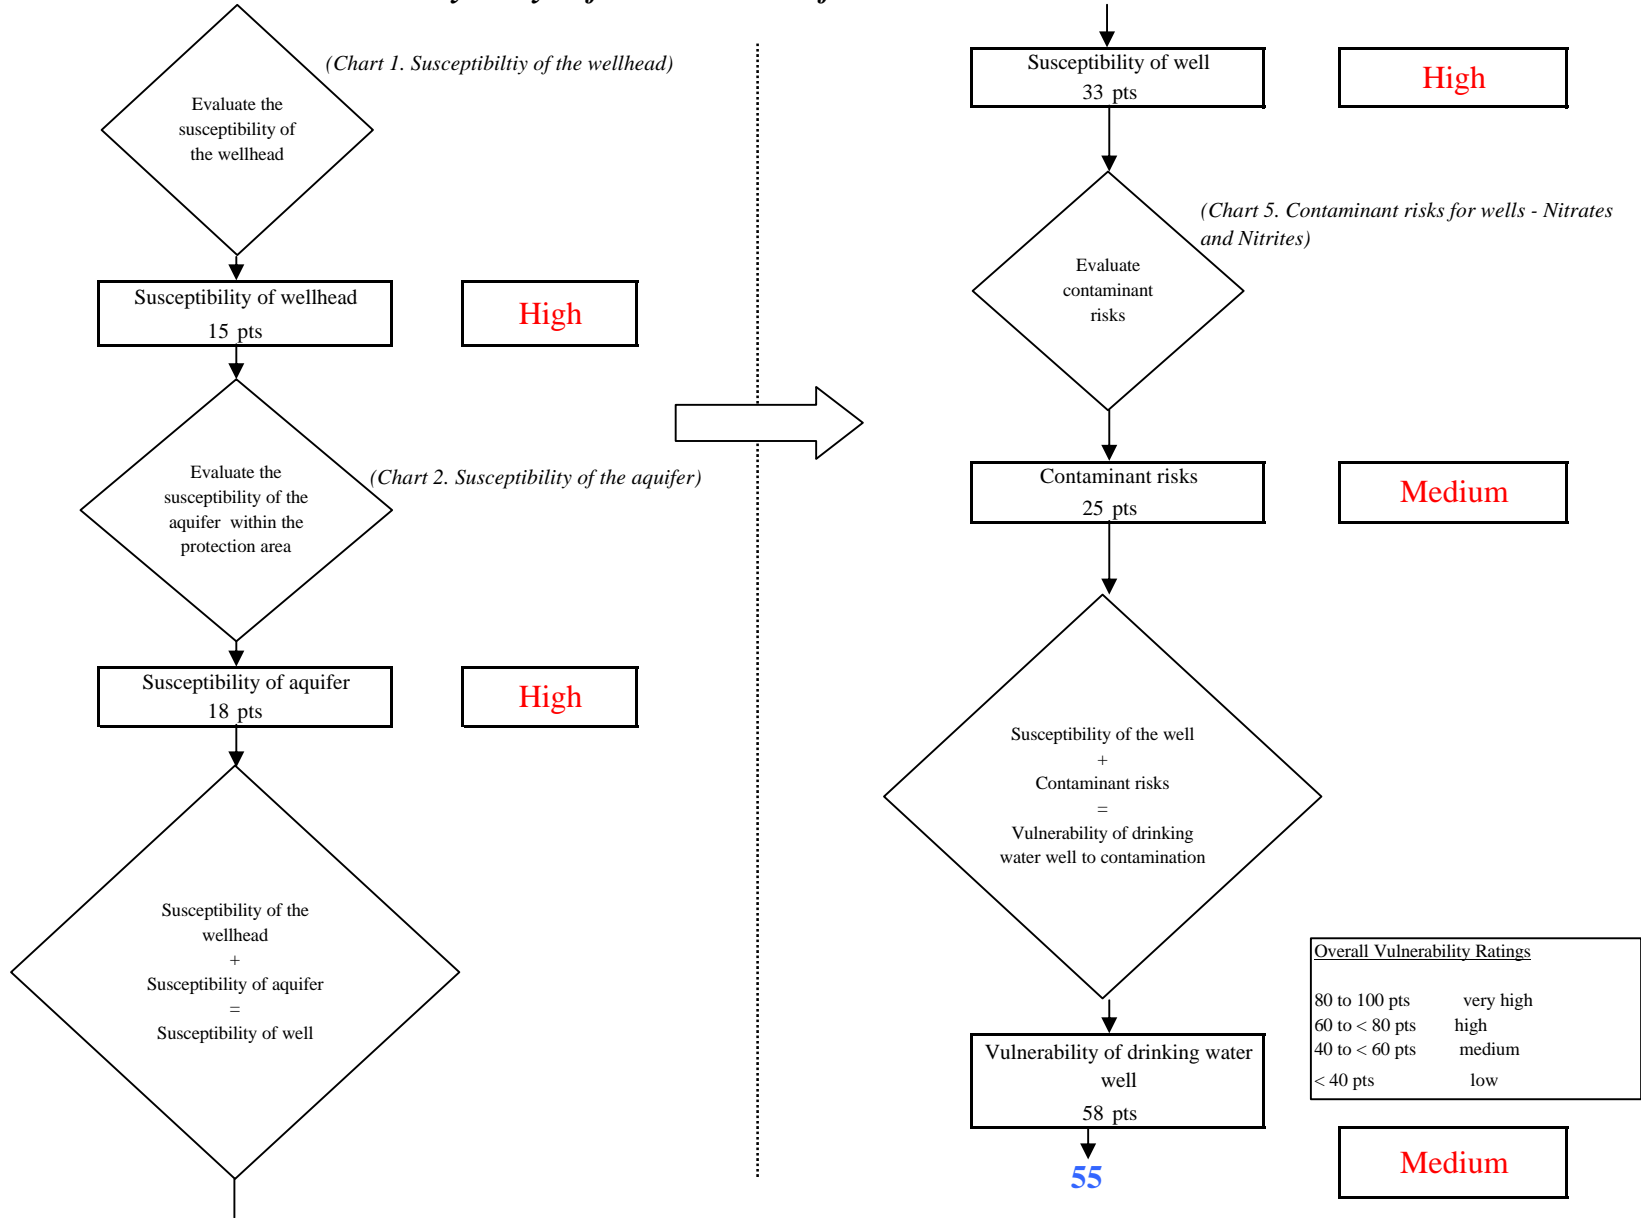 (Chart 1. Susceptibiltiy of the wellhead)
Evaluate the
susceptibility of
the wellhead
Susceptibility of wellhead
15 pts
High
Evaluate the
susceptibility of the
aquifer within the
protection area
(Chart 2. Susceptibility of the aquifer)
Susceptibility of aquifer
18 pts
High
Susceptibility of the
wellhead
+
Susceptibility of aquifer
=
Susceptibility of well
Susceptibility of well
33 pts
High
(Chart 5. Contaminant risks for wells - Nitrates
and Nitrites)
Evaluate
contaminant
risks
Contaminant risks
25 pts
Medium
Susceptibility of the well
+
Contaminant risks
=
Vulnerability of drinking
water well to contamination
Overall Vulnerability Ratings
80 to 100 pts very high
60 to < 80 pts high
40 to < 60 pts medium
< 40 pts low
Vulnerability of drinking water
well
58 pts
55
Medium